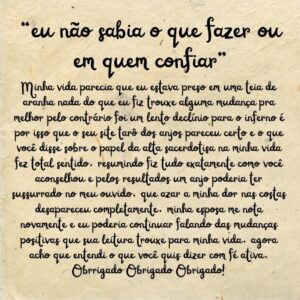 "eu não sabia o que fazer ou
em quem confiar"
Minha vida parecia que eu estava preso em uma teia de
aranha nada do que eu fiz trouxe alguma mudança pra
melhor pelo contrário foi um lento declínio para o inferno é
por isso que o seu site tarô dos anjos pareceu certo e o que
você disse sobre o papel da alta sacerdotisa na minha vida
fez total sentido. resumindo fiz tudo exatamente como você
aconselhou e pelos resultados um anjo poderia ter
sussurrado no meu ouvido. que azar a minha dor nas costas
desapareceu completamente. minha esposa me nota
novamente e eu poderia continuar falando das mudanças
positivas que sua leitura trouxe para minha vida. agora
acho que entendi o que você quis dizer com fé ativa.
Obrrigado Obrigado Obrigado!